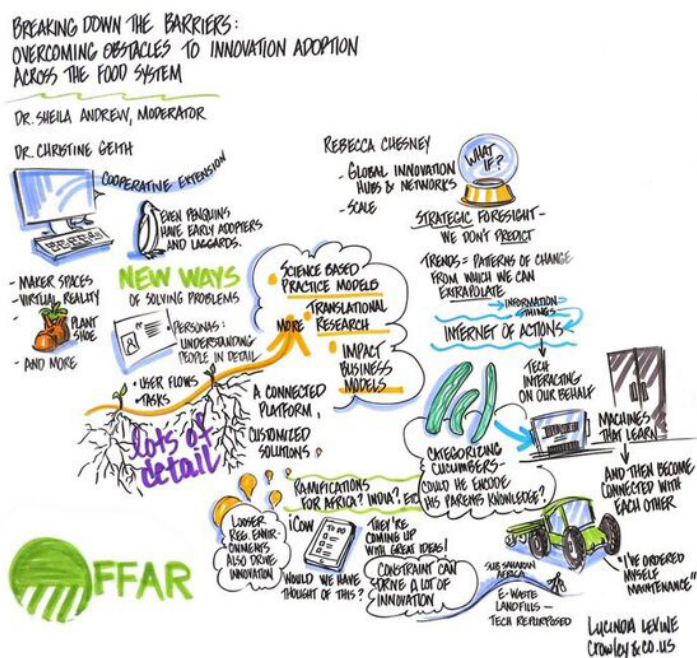 BREAKING DOWN THE BARRIERS:
OVERCOMING OBSTACLES TO INNOVATION ADOPTION
ACROSS THE FOOD SYSTEM
DR. SHEILA ANDREW, MODERATOR
DR. CHRISTINE GEITH
COOPERATIVE EXTENSION
EVEN PENGUINS
HAVE EARLY ADOPTERS
AND LAGGARDS.
- MAKER SPACES
- VIRTUAL REALITY
-
PLANT
SHOE
- AND MORE
NEW WAYS
OF SOLVING PROBLEMS
PERSONAS:
UNDERSTANDING
PEOPLE IN DETAIL
• USER FLOWS
• TASKS
lots of
detail
SCIENCE BASED
PRACTICE MODELS
MORE
TRANSLATIONAL
RESEARCH
IMPACT
BUSINESS
MODELS
A CONNECTED
PLATFORM,
CUSTOMIZED
SOLUTIONS
REBECCA CHESNEY
- GLOBAL INNOVATION
HUBS & NETWORKS
- SCALE
WHAT
IF?
STRATEGIC FORESIGHT -
WE DON'T PREDICT
TRENDS = PATTERNS OF CHANGE
FROM WHICH WE CAN
EXTRAPOLATE
INFORMATION
THINGS
INTERNET OF ACTIONS
TECH
INTERACTING
ON OUR BEHALF
CATEGORIZING
CUCUMBERS-
COULD HE ENCODE
HIS PARENTS KNOWLEDGE?
MACHINES
THAT LEARN
AND THEN BECOME
CONNECTED WITH
EACH OTHER
"I'VE ORDERED
MYSELF
MAINTENANCE"
RAMIFICATIONS
FOR AFRICA? INDIA? ETC
LOOSER
REG. ENVIR-
ONMENTS
ALSO DRIVE
INNOVATION
iCOW
TO DO
THEY'RE
COMING UP
WITH GREAT IDEAS!
WOULD WE HAVE
THOUGHT OF THIS?
CONSTRAINT CAN
DRIVE A LOT OF
INNOVATION
SUB SAHARAN
AFRICA
E-WASTE
LANDFILLS -
TECH REPURPOSED
FFAR
LUCINDA LEVINE
CROWLEY & CO.US